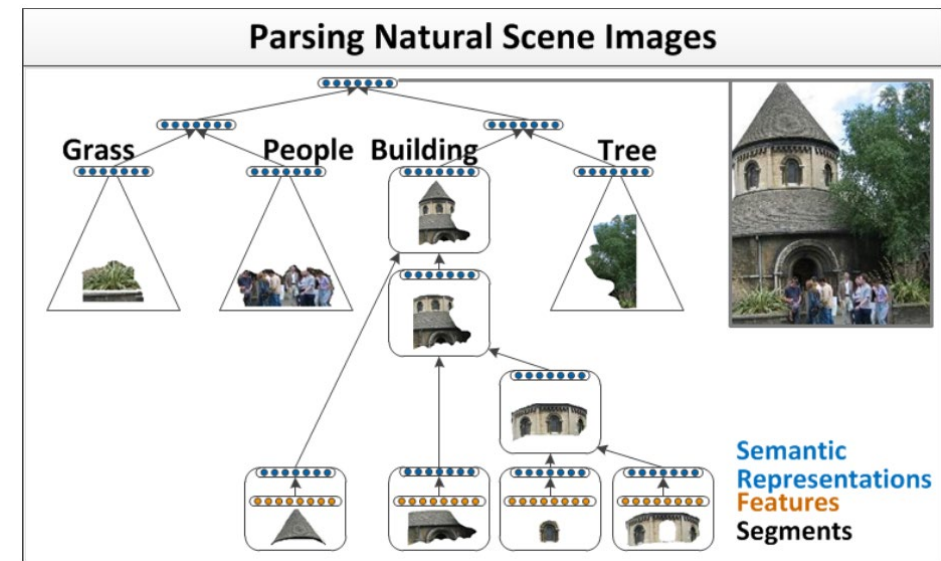 Parsing Natural Scene Images
Grass People Building Tree
Semantic
Representations
Features
Segments